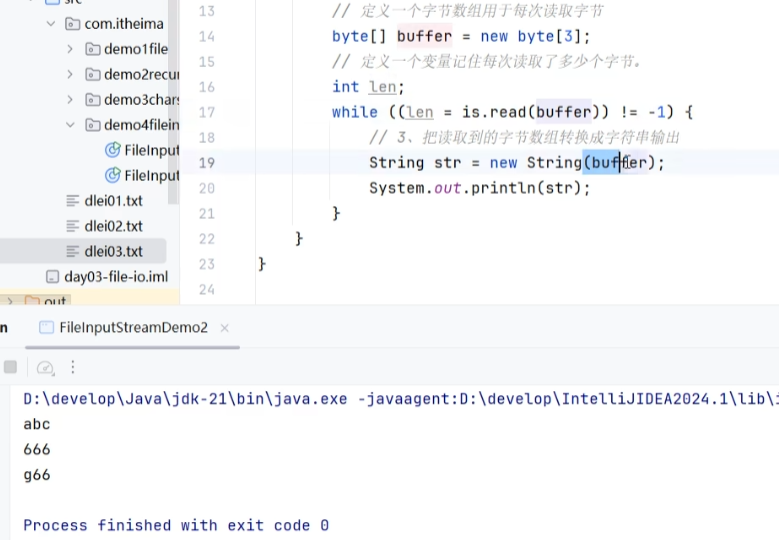 src
com.itheima
demo1file
demo2recu
demo3chars
demo4filein
FileInput
FileInput
dlei01.txt
dlei02.txt
dlei03.txt
day03-file-io.iml
out
13 // 定义一个字节数组用于每次读取字节
14 byte[] buffer = new byte[3];
15 // 定义一个变量记住每次读取了多少个字节。
16 int len;
17 while ((len = is.read(buffer)) != -1) {
18 // 3、把读取到的字节数组转换成字符串输出
19 String str = new String(buffer);
20 System.out.println(str);
21 }
22 }
23 }
24
n FileInputStreamDemo2 ×
D:\develop\Java\jdk-21\bin\java.exe -javaagent:D:\develop\IntelliJIDEA2024.1\lib\i
abc
666
g66
Process finished with exit code 0